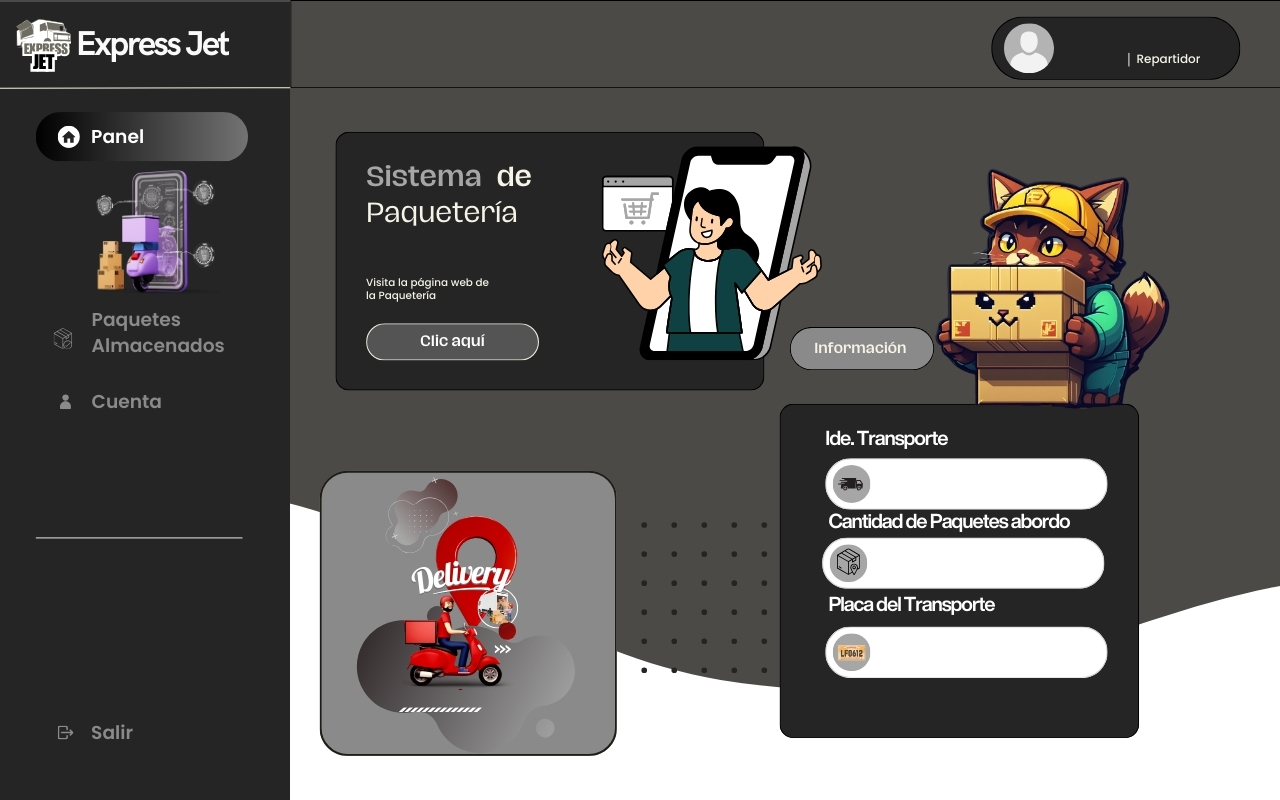 EXPRESS
JET
Express Jet
| Repartidor
Panel
Paquetes
Almacenados
Cuenta
Salir
Sistema de
Paquetería
Visita la página web de
la Paquetería
Clic aquí
Información
Delivery
Ide. Transporte
Cantidad de Paquetes abordo
Placa del Transporte
LF0612